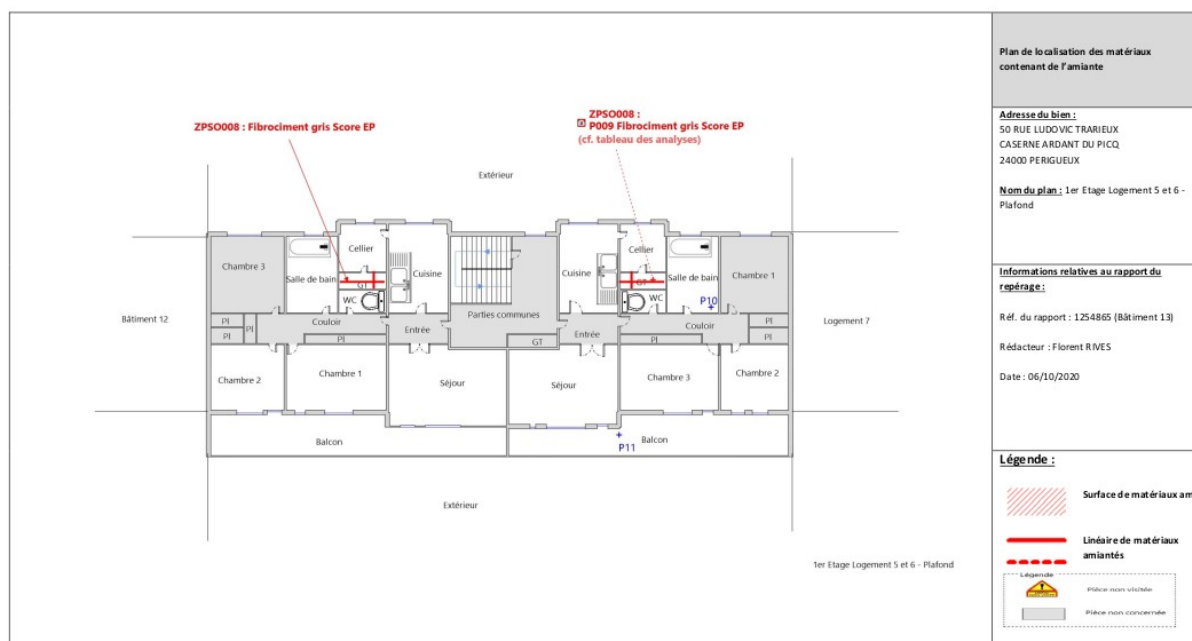 Plan de localisation des matériaux
contenant de l'amiante
Adresse du bien :
50 RUE LUDOVIC TRARIEUX
CASERNE ARDANT DU PICQ
24000 PERIGUEUX
Nom du plan : 1er Etage Logement 5 et 6 -
Plafond
Informations relatives au rapport du
repérage :
Réf. du rapport : 1254865 (Bâtiment 13)
Rédacteur : Florent RIVES
Date : 06/10/2020
Légende :
Surface de matériaux am
Linéaire de matériaux
amiantés
Légende
Pièce non visitée
Pièce non concernée
ZPSO008 : Fibrociment gris Score EP
ZPSO008 :
P009 Fibrociment gris Score EP
(cf. tableau des analyses)
Extérieur
Chambre 3
Salle de bain
Cellier
GT
WC
Cuisine
Parties communes
Cuisine
Cellier
GT
WC
Salle de bain
P10
Chambre 1
Bâtiment 12
Logement 7
PI
PI
PI
Couloir
PI
Entrée
GT
Entrée
Couloir
PI
PI
PI
Chambre 2
Chambre 1
Séjour
Séjour
Chambre 3
Chambre 2
Balcon
P11
Balcon
Extérieur
1er Etage Logement 5 et 6 - Plafond